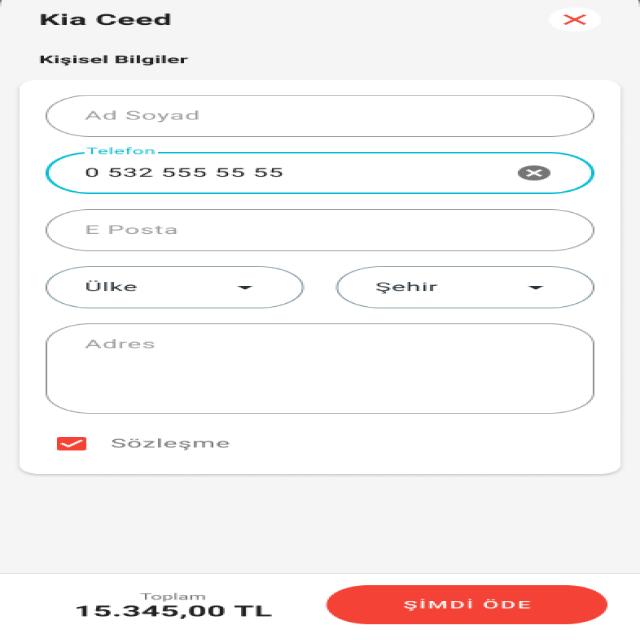 Kia Ceed
Kişisel Bilgiler
Ad Soyad
Telefon
0 532 555 55 55
E Posta
Ülke
Şehir
Adres
Sözleşme
Toplam
15.345,00 TL
ŞİMDİ ÖDE